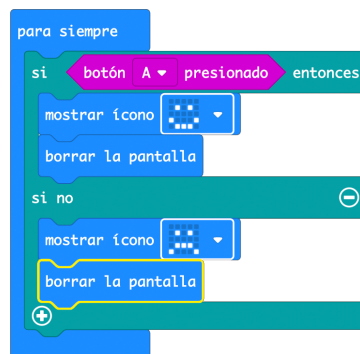 para siempre
si botón A presionado entonces
mostrar ícono
borrar la pantalla
si no
mostrar ícono
borrar la pantalla